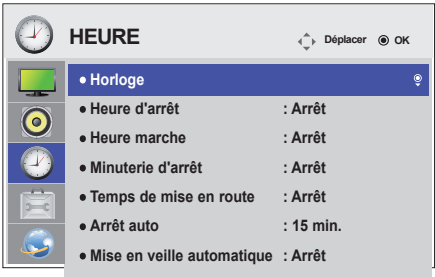 HEURE
Déplacer OK
• Horloge
• Heure d'arrêt : Arrêt
• Heure marche : Arrêt
• Minuterie d'arrêt : Arrêt
• Temps de mise en route : Arrêt
• Arrêt auto : 15 min.
• Mise en veille automatique : Arrêt